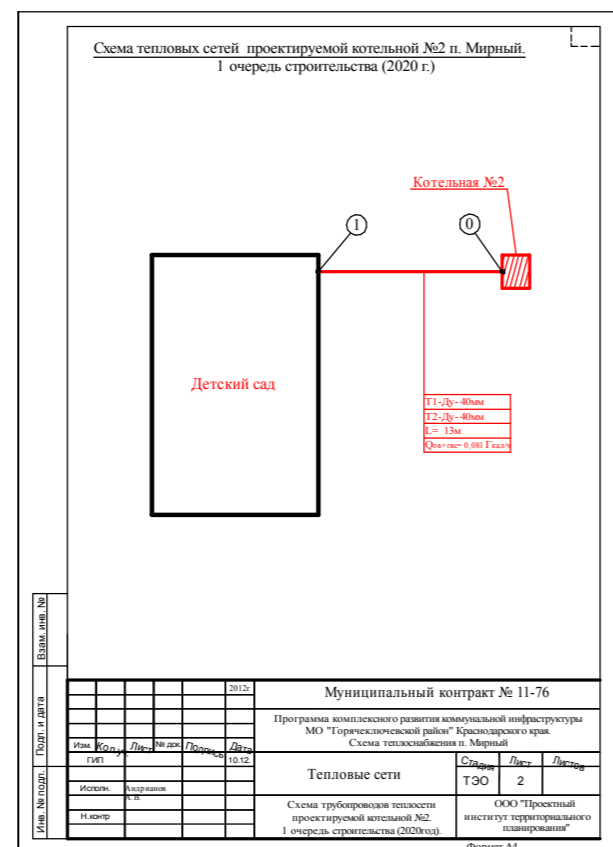 Схема тепловых сетей проектируемой котельной №2 п. Мирный.
1 очередь строительства (2020 г.)
Котельная №2
1
0
Детский сад
Т1-Ду- 40мм
Т2-Ду- 40мм
L= 13м
Qов+гвс= 0,081 Гкал/ч
Взам. инв. №
Подп. и дата
Инв. № подл.
2012г
Муниципальный контракт № 11-76
Программа комплексного развития коммунальной инфраструктуры
МО "Горячеключевской район" Краснодарского края.
Схема теплоснабжения п. Мирный
Изм. Кол.уч. Лист № док. Подпись Дата
ГИП 10.12.
Тепловые сети
Стадия Лист Листов
ТЭО 2
Исполн. Андрианов
А.В.
Н.контр
Схема трубопроводов теплосети
проектируемой котельной №2.
1 очередь строительства (2020год).
ООО "Проектный
институт территориального
планирования"
Формат А4